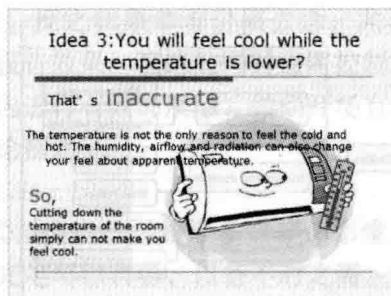 Idea 3:You will feel cool while the
temperature is lower?
That's inaccurate
The temperature is not the only reason to feel the cold and
hot. The humidity, airflow and radiation can also change
your feel about apparent temperature.
So,
Cutting down the
temperature of the room
simply can not make you
feel cool.